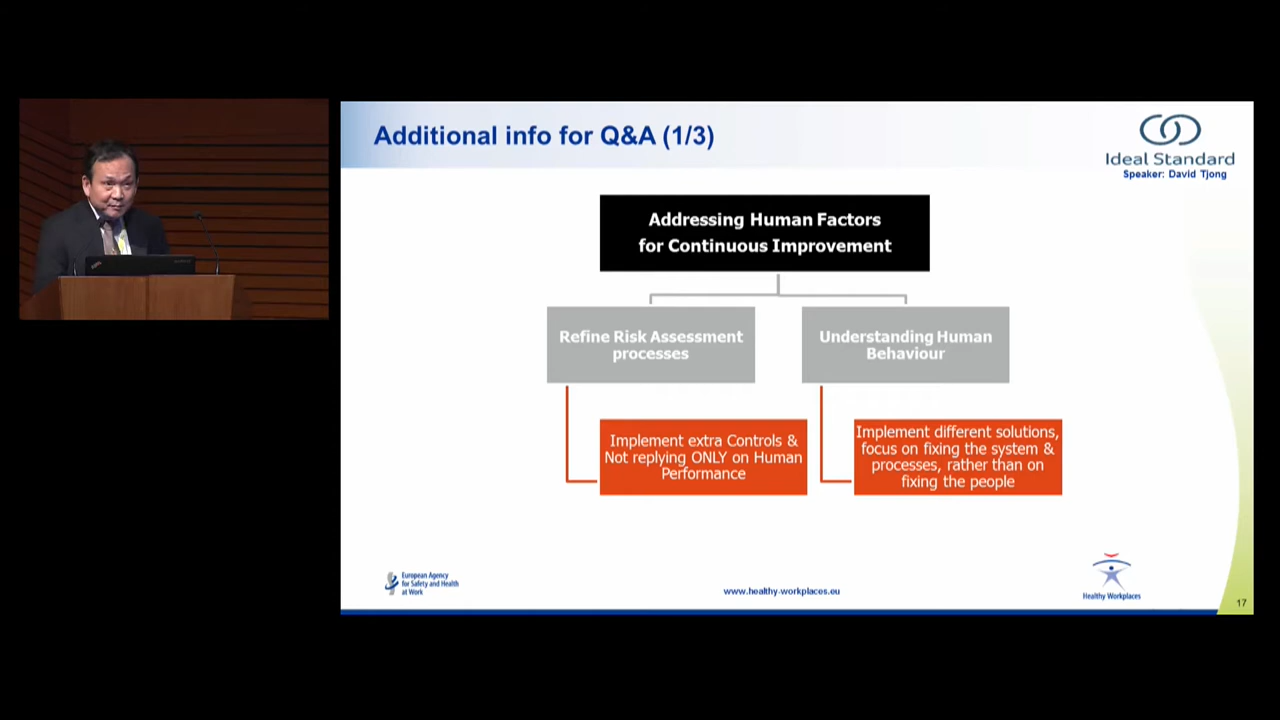 Additional info for Q&A (1/3)
Ideal Standard
Speaker: David Tjong
Addressing Human Factors
for Continuous Improvement
Refine Risk Assessment
processes
Understanding Human
Behaviour
Implement extra Controls &
Not replying ONLY on Human
Performance
Implement different solutions,
focus on fixing the system &
processes, rather than on
fixing the people
European Agency
for Safety and Health
at Work
www.healthy-workplaces.eu
Healthy Workplaces
17